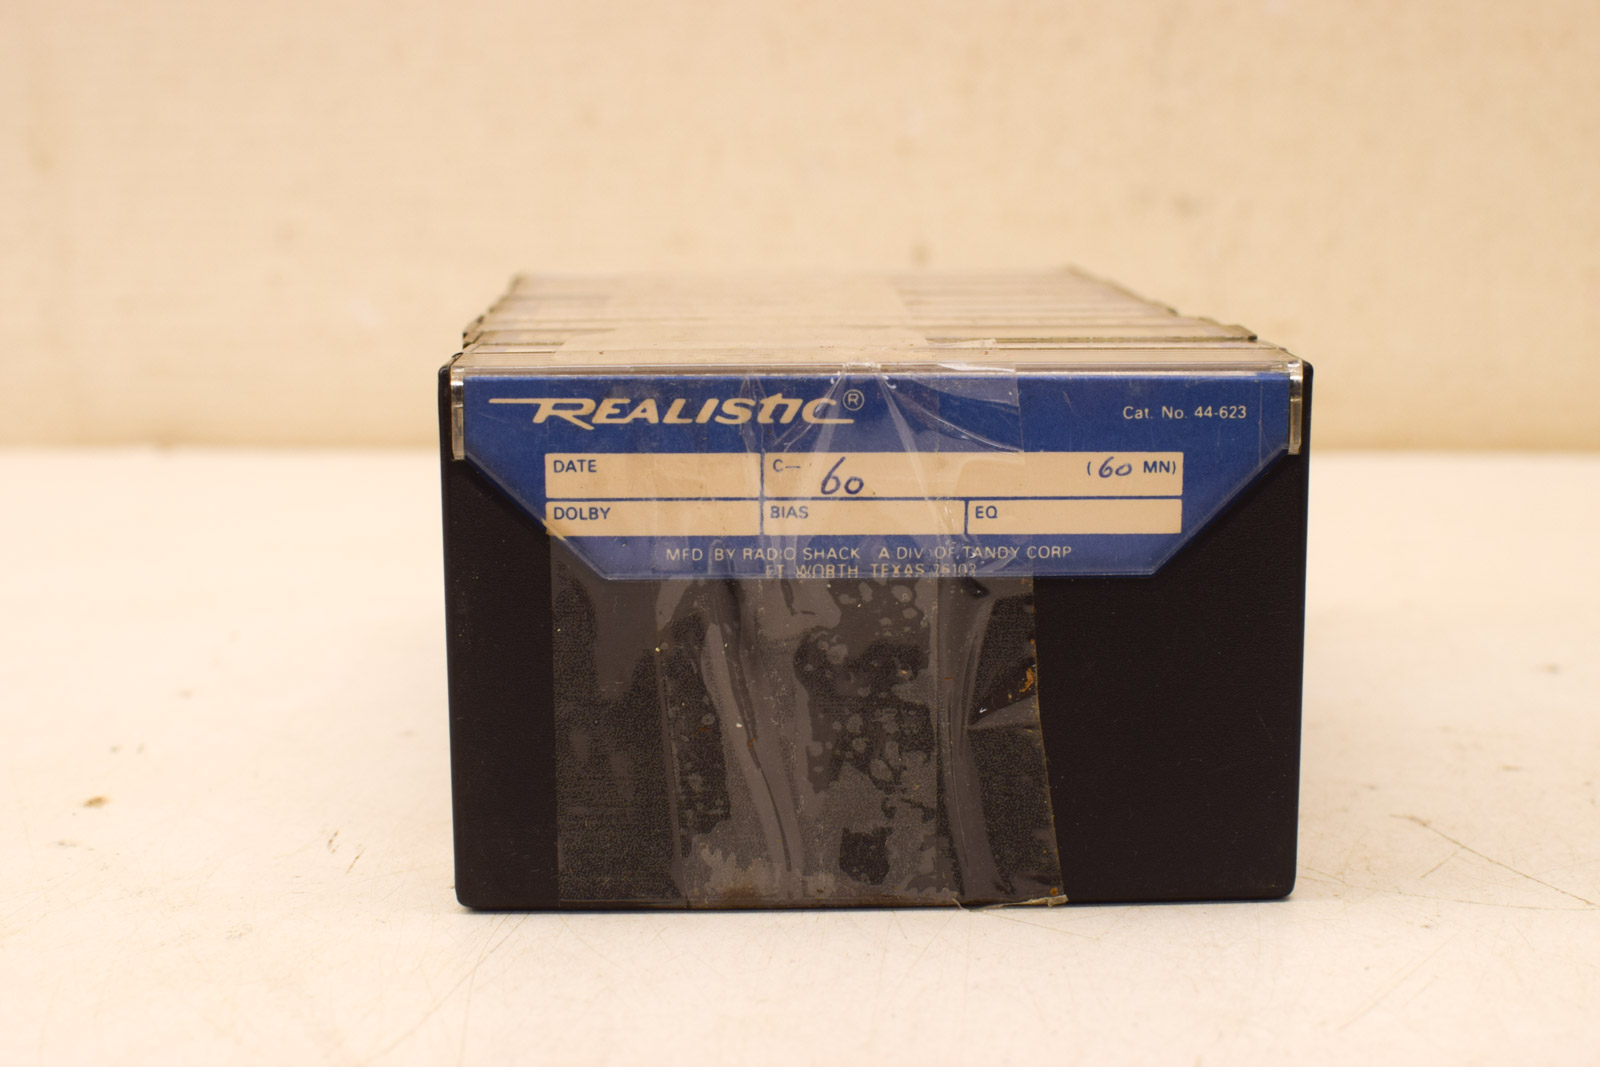 REALISTIC®
Cat. No. 44-623
DATE
C— 60 (60 MN)
DOLBY BIAS EQ
MFD BY RADIO SHACK A DIV OF TANDY CORP
FT WORTH TEXAS 76102